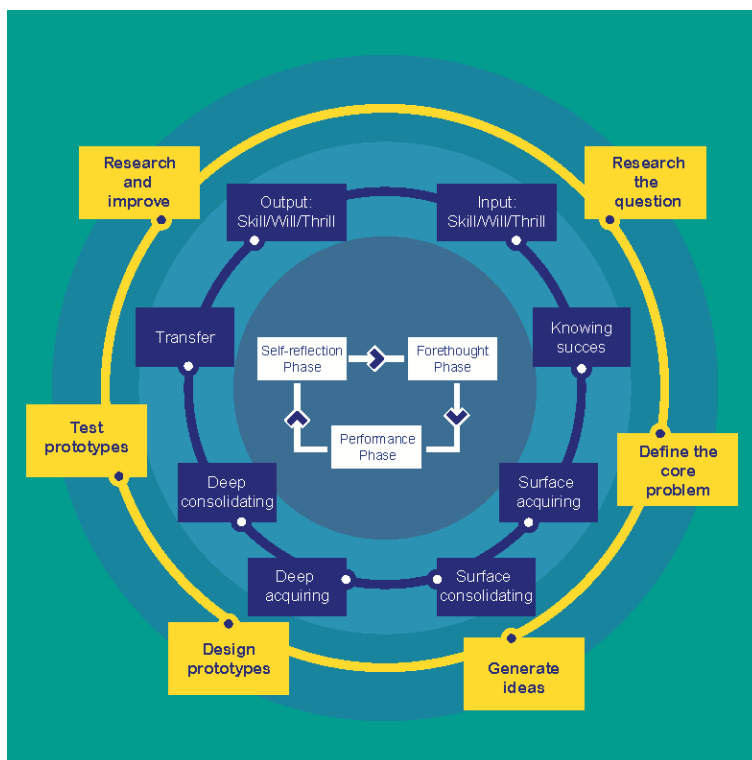 Research
and
improve
Research
the
question
Output:
Skill/Will/Thrill
Input:
Skill/Will/Thrill
Transfer
Knowing
succes
Self-reflection
Phase
Forethought
Phase
Performance
Phase
Test
prototypes
Define the
core
problem
Deep
consolidating
Surface
acquiring
Deep
acquiring
Surface
consolidating
Design
prototypes
Generate
ideas